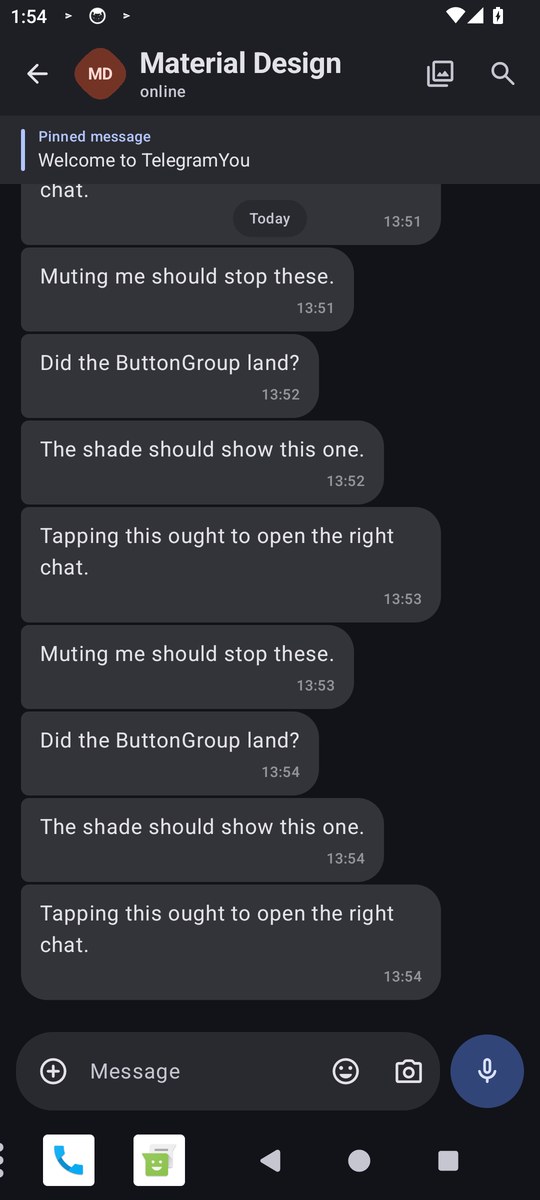 1:54
MD
Material Design
online
Pinned message
Welcome to TelegramYou
chat.
Today
13:51
Muting me should stop these.
13:51
Did the ButtonGroup land?
13:52
The shade should show this one.
13:52
Tapping this ought to open the right
chat.
13:53
Muting me should stop these.
13:53
Did the ButtonGroup land?
13:54
The shade should show this one.
13:54
Tapping this ought to open the right
chat.
13:54
Message